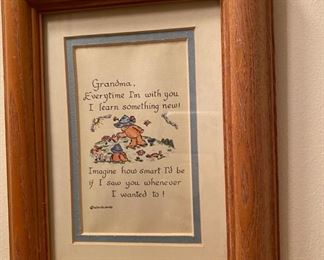 Grandma,
Everytime I'm with you
I learn something new!
Imagine how smart I'd be
if I saw you whenever
I wanted to!